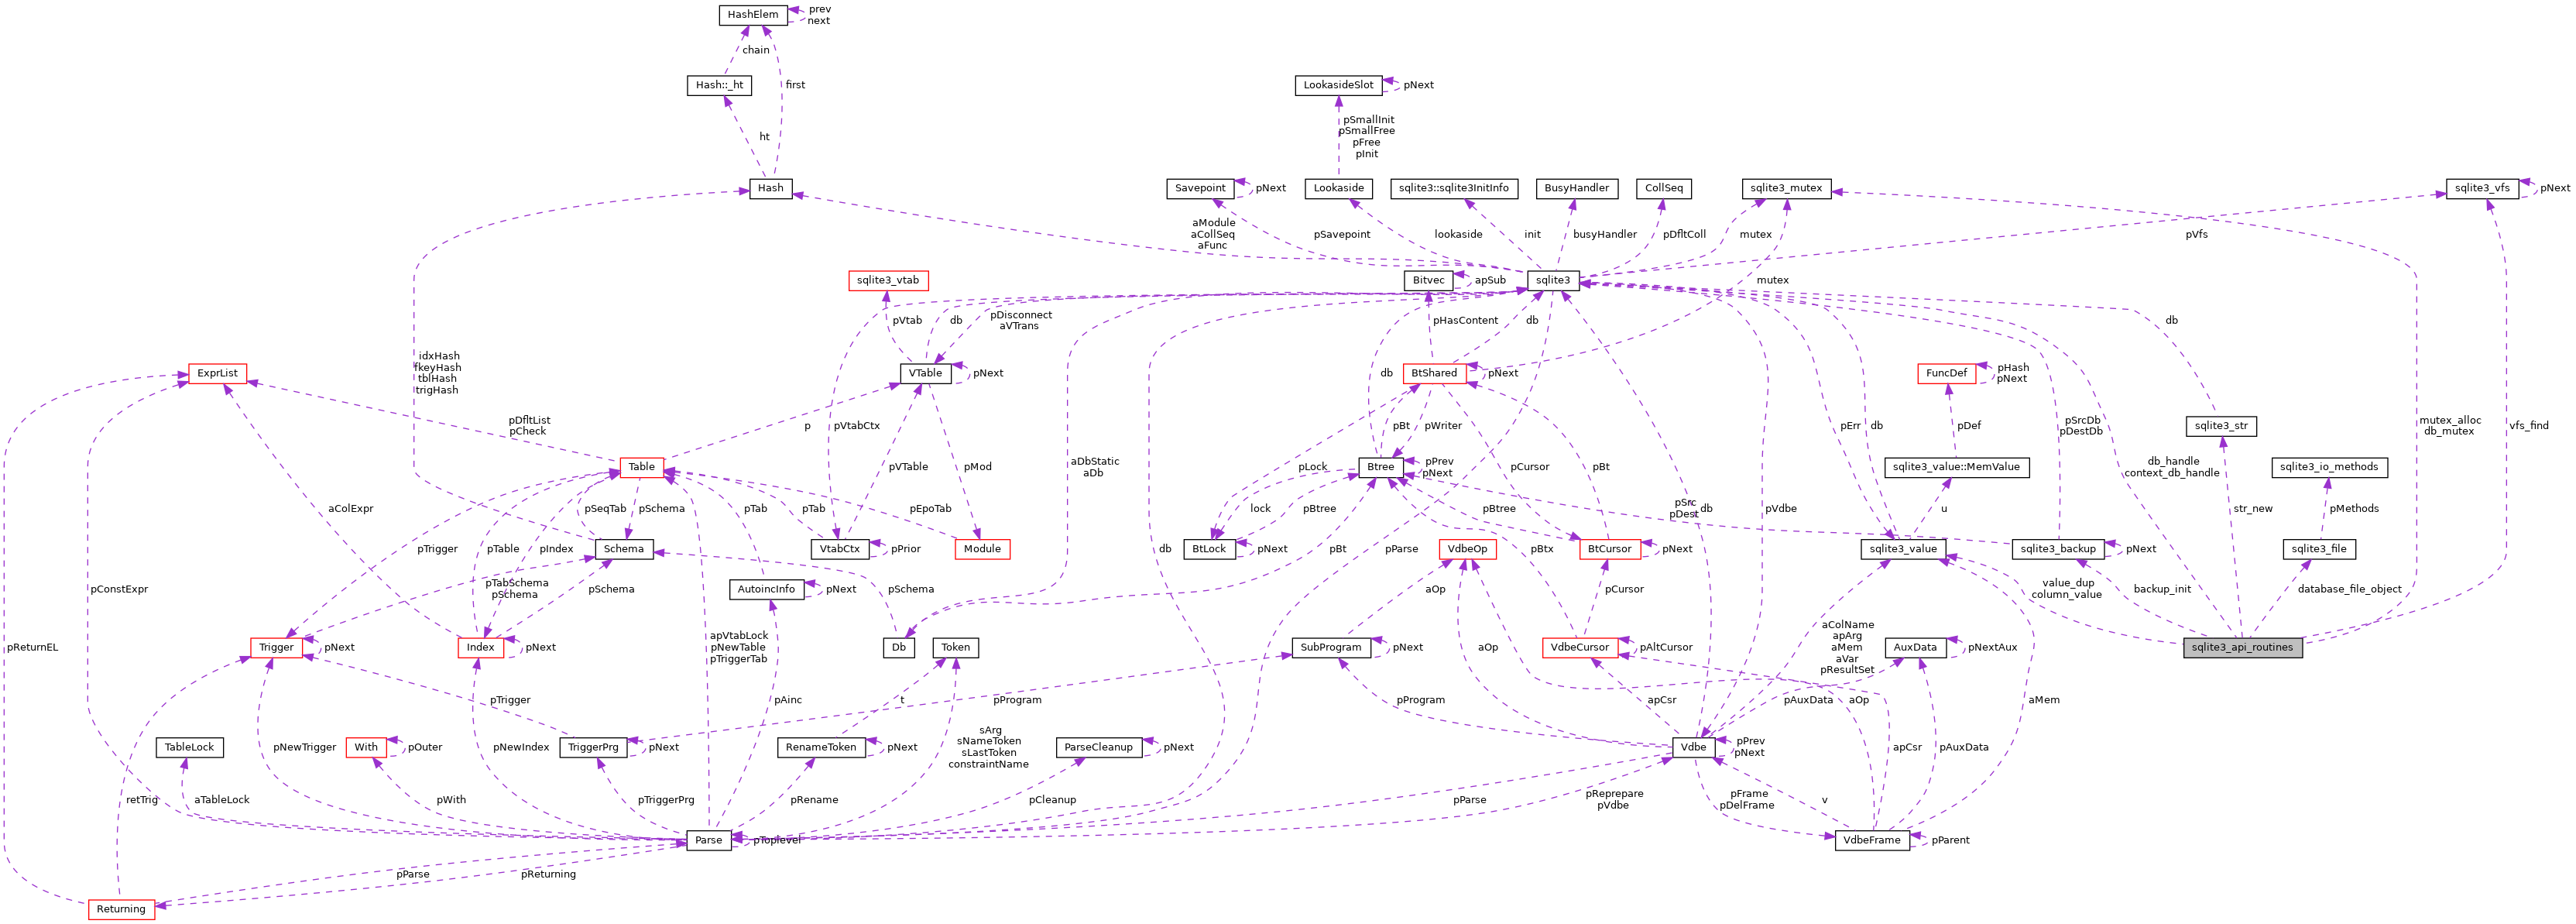 HashElem
prev
next
chain
Hash::_ht
first
LookasideSlot
pNext
pSmallInit
pSmallFree
pFree
pInit
ht
Hash
Savepoint
pNext
Lookaside
sqlite3::sqlite3InitInfo
BusyHandler
CollSeq
sqlite3_mutex
sqlite3_vfs
pNext
aModule
aCollSeq
aFunc
pSavepoint
lookaside
init
busyHandler
pDfltColl
mutex
pVfs
sqlite3_vtab
Bitvec
apSub
sqlite3
mutex
pVtab
db
pDisconnect
aVTrans
pHasContent
db
db
idxHash
fkeyHash
tblHash
trigHash
ExprList
VTable
pNext
db
BtShared
pNext
FuncDef
pHash
pNext
pDfltList
pCheck
p
pVtabCtx
pBt
pWriter
pErr
db
pSrcDb
pDestDb
pDef
sqlite3_str
mutex_alloc
db_mutex
vfs_find
Table
pVTable
pMod
aDbStatic
aDb
pLock
Btree
pPrev
pNext
pCursor
pBt
sqlite3_value::MemValue
db_handle
context_db_handle
sqlite3_io_methods
aColExpr
pSeqTab
pSchema
pTab
pTab
pEpoTab
lock
pBtree
pBtree
pSrc
pDest
db
pVdbe
u
str_new
pMethods
pTrigger
pTable
pIndex
Schema
VtabCtx
pPrior
Module
db
pBt
pParse
BtLock
pNext
VdbeOp
pBtx
BtCursor
pNext
sqlite3_value
sqlite3_backup
pNext
sqlite3_file
pConstExpr
pTabSchema
pSchema
pSchema
AutoincInfo
pNext
pSchema
aOp
pCursor
value_dup
column_value
backup_init
database_file_object
pReturnEL
Trigger
pNext
Index
pNext
apVtabLock
pNewTable
pTriggerTab
Db
Token
SubProgram
pNext
aOp
VdbeCursor
pAltCursor
aColName
apArg
aMem
aVar
pResultSet
AuxData
pNextAux
sqlite3_api_routines
pTrigger
pAinc
t
pProgram
pProgram
apCsr
pAuxData
aOp
aMem
TableLock
pNewTrigger
With
pOuter
pNewIndex
TriggerPrg
pNext
RenameToken
pNext
sArg
sNameToken
sLastToken
constraintName
ParseCleanup
pNext
Vdbe
pPrev
pNext
apCsr
pAuxData
retTrig
aTableLock
pWith
pTriggerPrg
pRename
pCleanup
pParse
pReprepare
pVdbe
pFrame
pDelFrame
v
Parse
pToplevel
VdbeFrame
pParent
pParse
pReturning
Returning